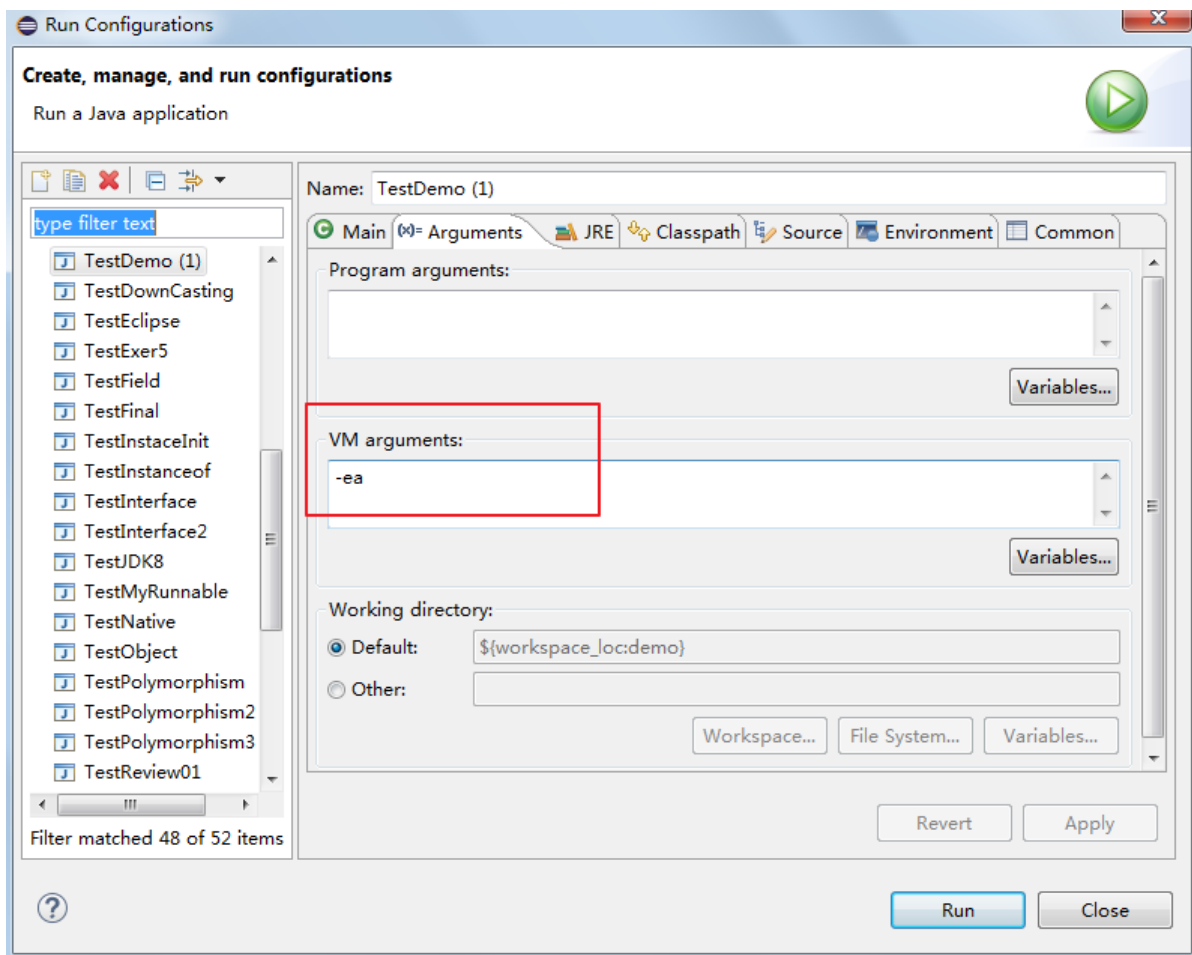 Run Configurations
Create, manage, and run configurations
Run a Java application
type filter text
TestDemo (1)
TestDownCasting
TestEclipse
TestExer5
TestField
TestFinal
TestInstaceInit
TestInstanceof
TestInterface
TestInterface2
TestJDK8
TestMyRunnable
TestNative
TestObject
TestPolymorphism
TestPolymorphism2
TestPolymorphism3
TestReview01
Filter matched 48 of 52 items
Name: TestDemo (1)
Main (x)= Arguments JRE Classpath Source Environment Common
Program arguments:
Variables...
VM arguments:
-ea
Variables...
Working directory:
Default: ${workspace_loc:demo}
Other:
Workspace... File System... Variables...
Revert Apply
Run Close